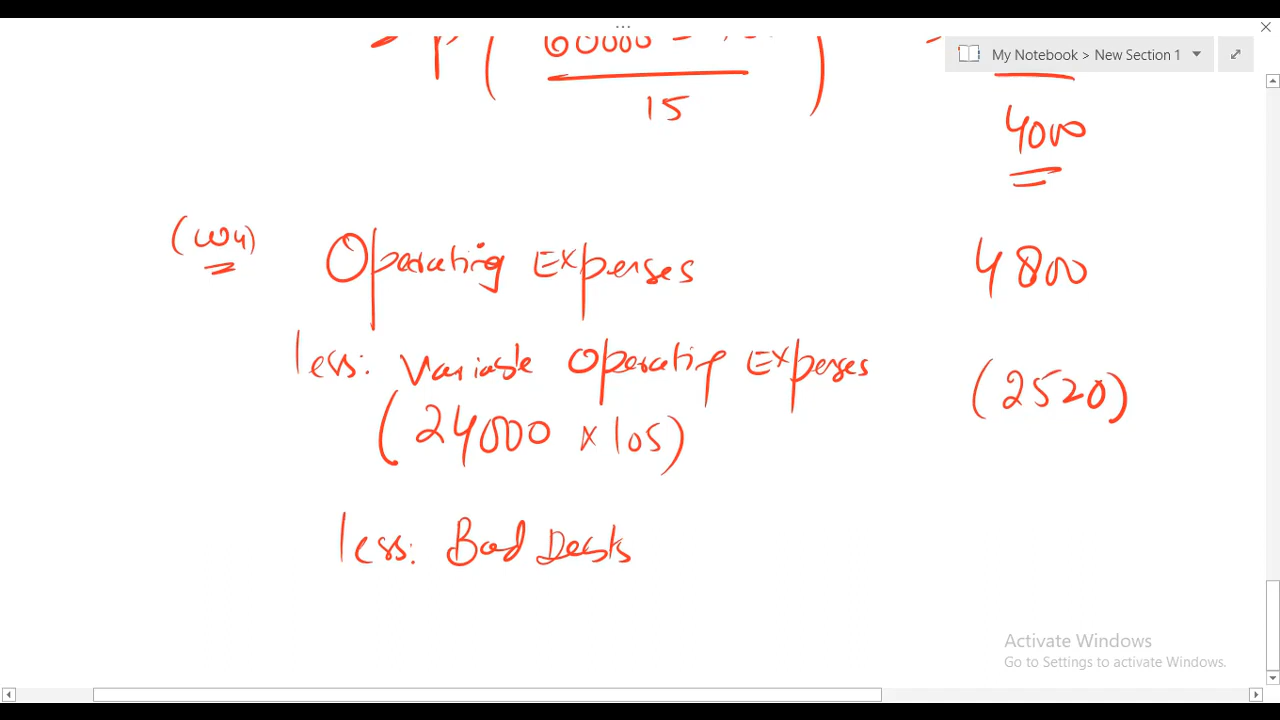 My Notebook > New Section 1
15
4000
(W4) Operating Expenses 4800
less: Variable Operating Expenses (2520)
(24000 × 105)
less: Bad Deats
Activate Windows
Go to Settings to activate Windows.